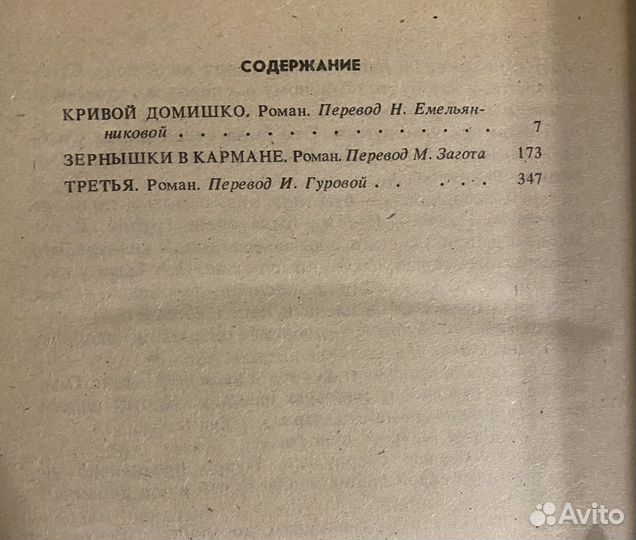 СОДЕРЖАНИЕ
КРИВОЙ ДОМИШКО. Роман. Перевод Н. Емельян-
никовой . . . . . . . . . . . . . . . 7
ЗЕРНЫШКИ В КАРМАНЕ. Роман. Перевод М. Загота 173
ТРЕТЬЯ. Роман. Перевод И. Гуровой . . . . . . 347
Avito